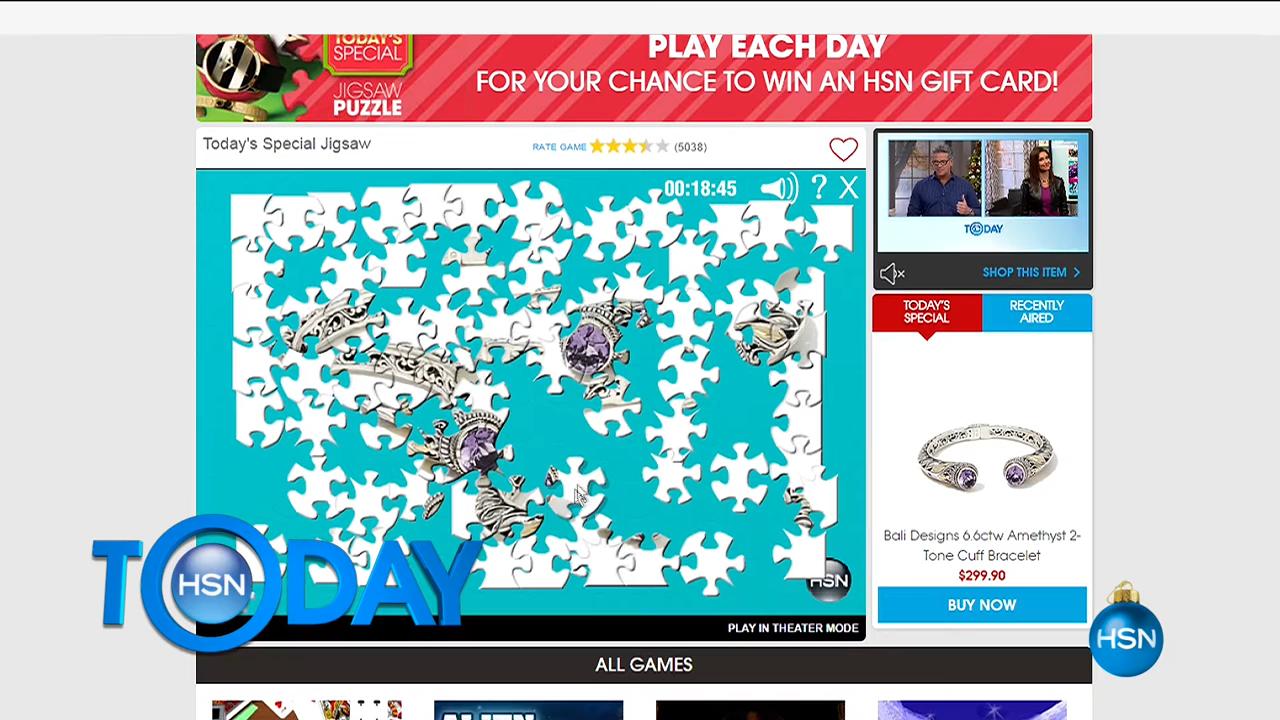 TODAY'S
SPECIAL
JIGSAW
PUZZLE
PLAY EACH DAY
FOR YOUR CHANCE TO WIN AN HSN GIFT CARD!
Today's Special Jigsaw
RATE GAME
(5038)
00:18:45
? X
TODAY
SHOP THIS ITEM >
TODAY'S
SPECIAL
RECENTLY
AIRED
Bali Designs 6.6ctw Amethyst 2-
Tone Cuff Bracelet
$299.90
BUY NOW
HSN
PLAY IN THEATER MODE
TODAY
HSN
HSN
ALL GAMES
ALIEN